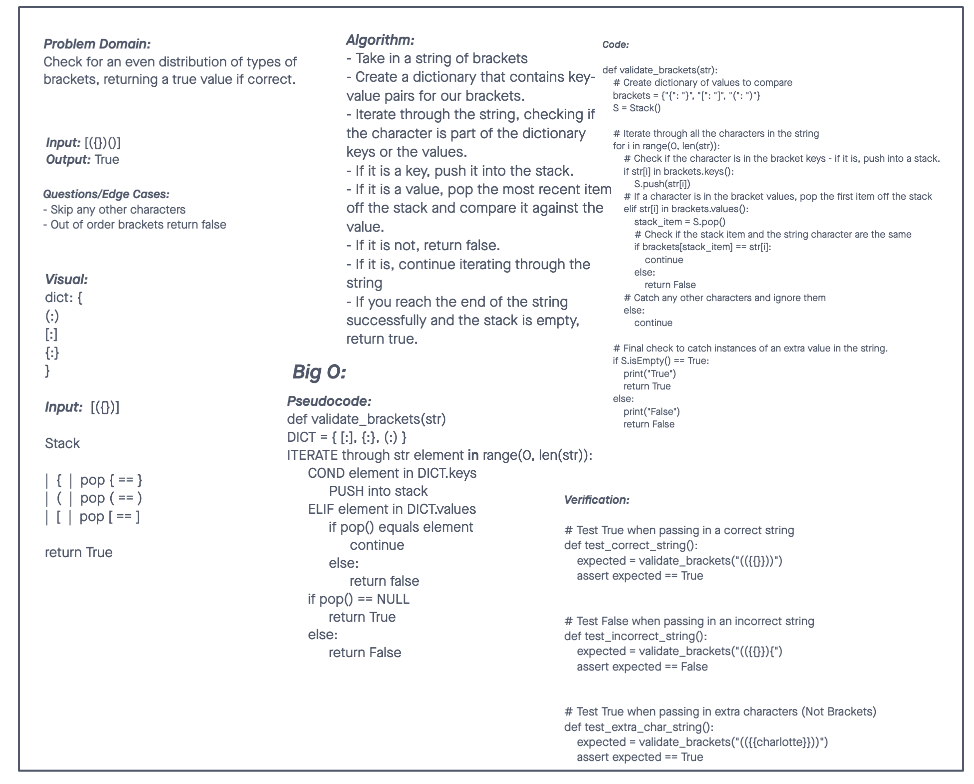 Problem Domain:
Check for an even distribution of types of
brackets, returning a true value if correct.
Input: [({})()]
Output: True
Questions/Edge Cases:
- Skip any other characters
- Out of order brackets return false
Visual:
dict: {
(:)
[:]
{:}
}
Input: [({})]
Stack
| { | pop { == }
| ( | pop ( == )
| [ | pop [ == ]
return True
Algorithm:
- Take in a string of brackets
- Create a dictionary that contains key-
value pairs for our brackets.
- Iterate through the string, checking if
the character is part of the dictionary
keys or the values.
- If it is a key, push it into the stack.
- If it is a value, pop the most recent item
off the stack and compare it against the
value.
- If it is not, return false.
- If it is, continue iterating through the
string
- If you reach the end of the string
successfully and the stack is empty,
return true.
Big O:
Pseudocode:
def validate_brackets(str)
DICT = { [:], {:}, (:) }
ITERATE through str element in range(0, len(str)):
COND element in DICT.keys
PUSH into stack
ELIF element in DICT.values
if pop() equals element
continue
else:
return false
if pop() == NULL
return True
else:
return False
Code:
def validate_brackets(str):
# Create dictionary of values to compare
brackets = {"{": "}", "[": "]", "(": ")"}
S = Stack()
# Iterate through all the characters in the string
for i in range(0, len(str)):
# Check if the character is in the bracket keys - if it is, push into a stack.
if str[i] in brackets.keys():
S.push(str[i])
# If a character is in the bracket values, pop the first item off the stack
elif str[i] in brackets.values():
stack_item = S.pop()
# Check if the stack item and the string character are the same
if brackets[stack_item] == str[i]:
continue
else:
return False
# Catch any other characters and ignore them
else:
continue
# Final check to catch instances of an extra value in the string.
if S.isEmpty() == True:
print("True")
return True
else:
print("False")
return False
Verification:
# Test True when passing in a correct string
def test_correct_string():
expected = validate_brackets("(({{}}))")
assert expected == True
# Test False when passing in an incorrect string
def test_incorrect_string():
expected = validate_brackets("(({{}}){")
assert expected == False
# Test True when passing in extra characters (Not Brackets)
def test_extra_char_string():
expected = validate_brackets("(({{charlotte}}))")
assert expected == True